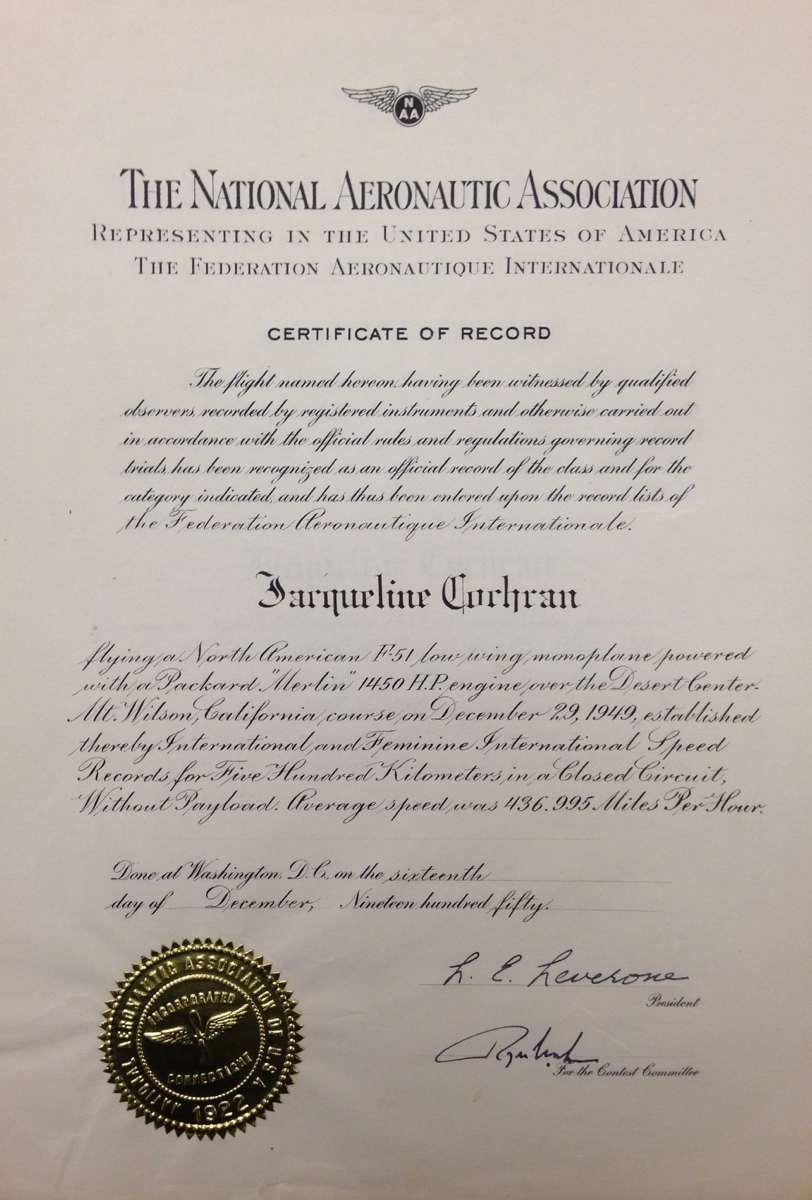 N
AA
THE NATIONAL AERONAUTIC ASSOCIATION
REPRESENTING IN THE UNITED STATES OF AMERICA
THE FEDERATION AERONAUTIQUE INTERNATIONALE
CERTIFICATE OF RECORD
The flight named hereon, having been witnessed by qualified
observers, recorded by registered instruments and otherwise carried out
in accordance with the official rules and regulations governing record
trials, has been recognized as an official record of the class and for the
category indicated, and has thus been entered upon the record lists of
the Federation Aeronautique Internationale.
Jacqueline Cochran
flying a North American F-51 low wing monoplane powered
with a Packard "Merlin" 1450 H.P. engine over the Desert Center-
Mt. Wilson, California, course on December 29, 1949, established
thereby International and Feminine International Speed
Records for Five Hundred Kilometers in a Closed Circuit,
Without Payload. Average speed was 436.995 Miles Per Hour.
Done at Washington, D.C., on the sixteenth
day of December, Nineteen hundred fifty.
L. E. Leverone
President
For the Contest Committee
NATIONAL AERONAUTIC ASSOCIATION OF U.S.A
INCORPORATED
CONNECTICUT
1922